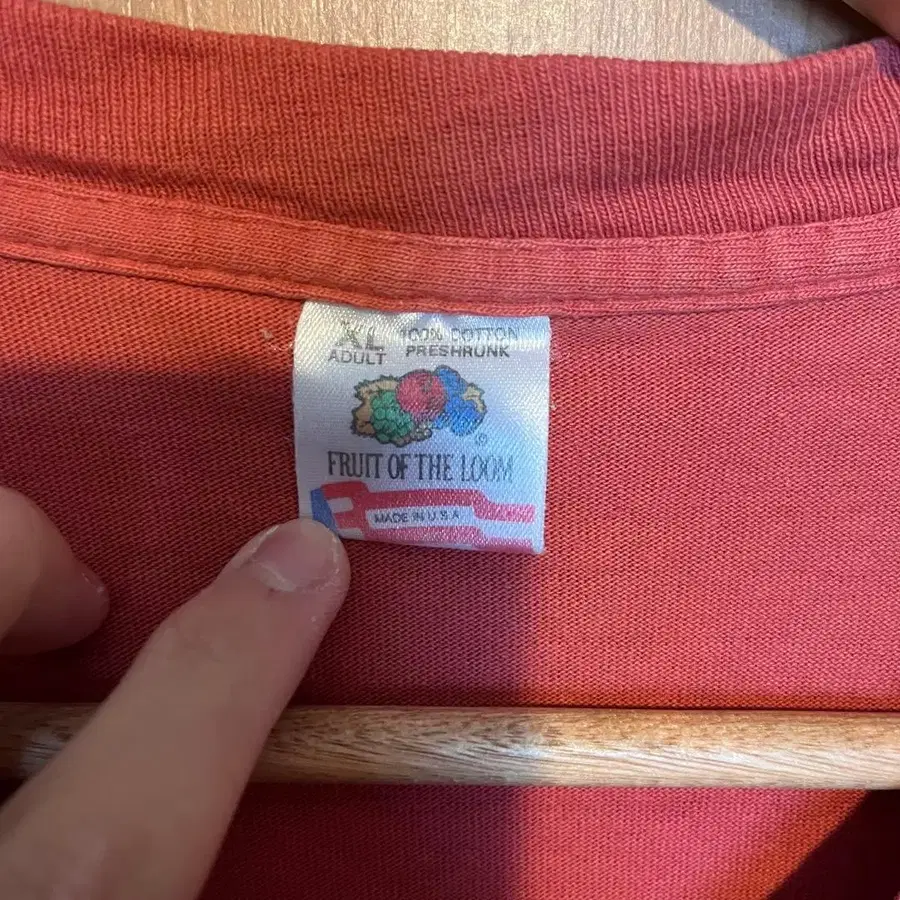 XL 100% COTTON
ADULT PRESHRUNK
®
FRUIT OF THE LOOM
MADE IN U.S.A.